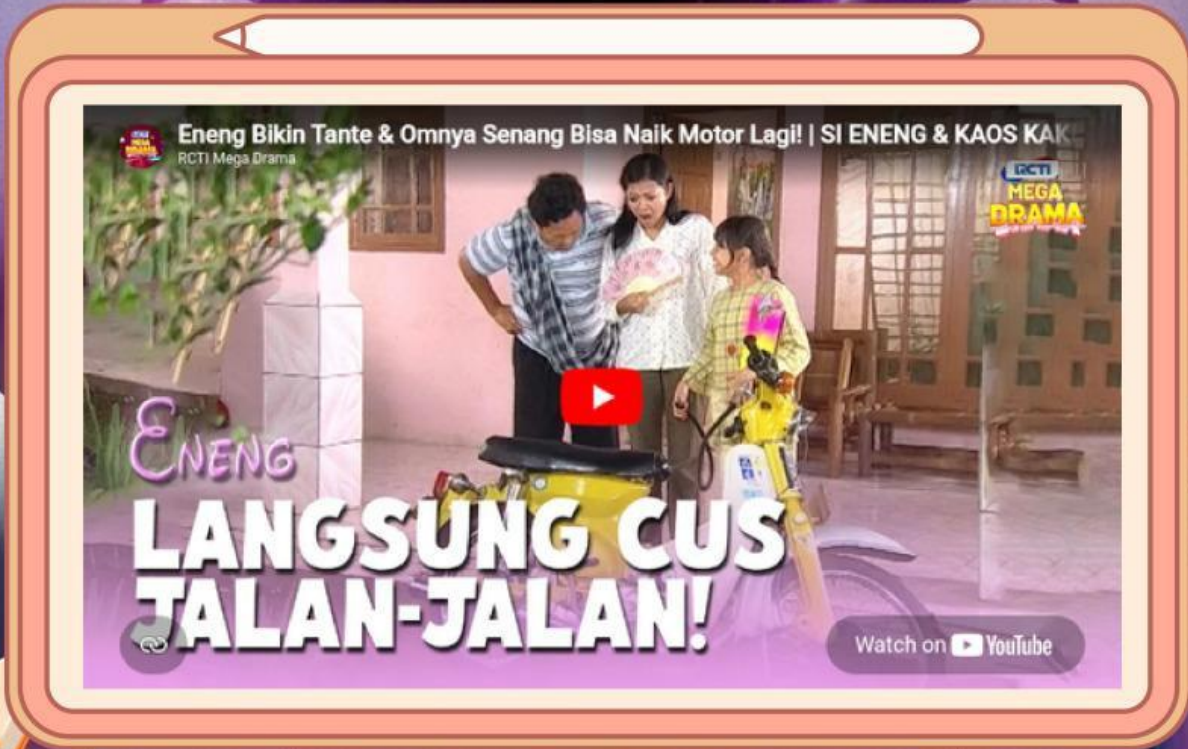 Eneng Bikin Tante & Omnya Senang Bisa Naik Motor Lagi! | SI ENENG & KAOS KAK
RCTI Mega Drama
RCTI
MEGA
DRAMA
ENENG
LANGSUNG CUS
JALAN-JALAN!
Watch on YouTube